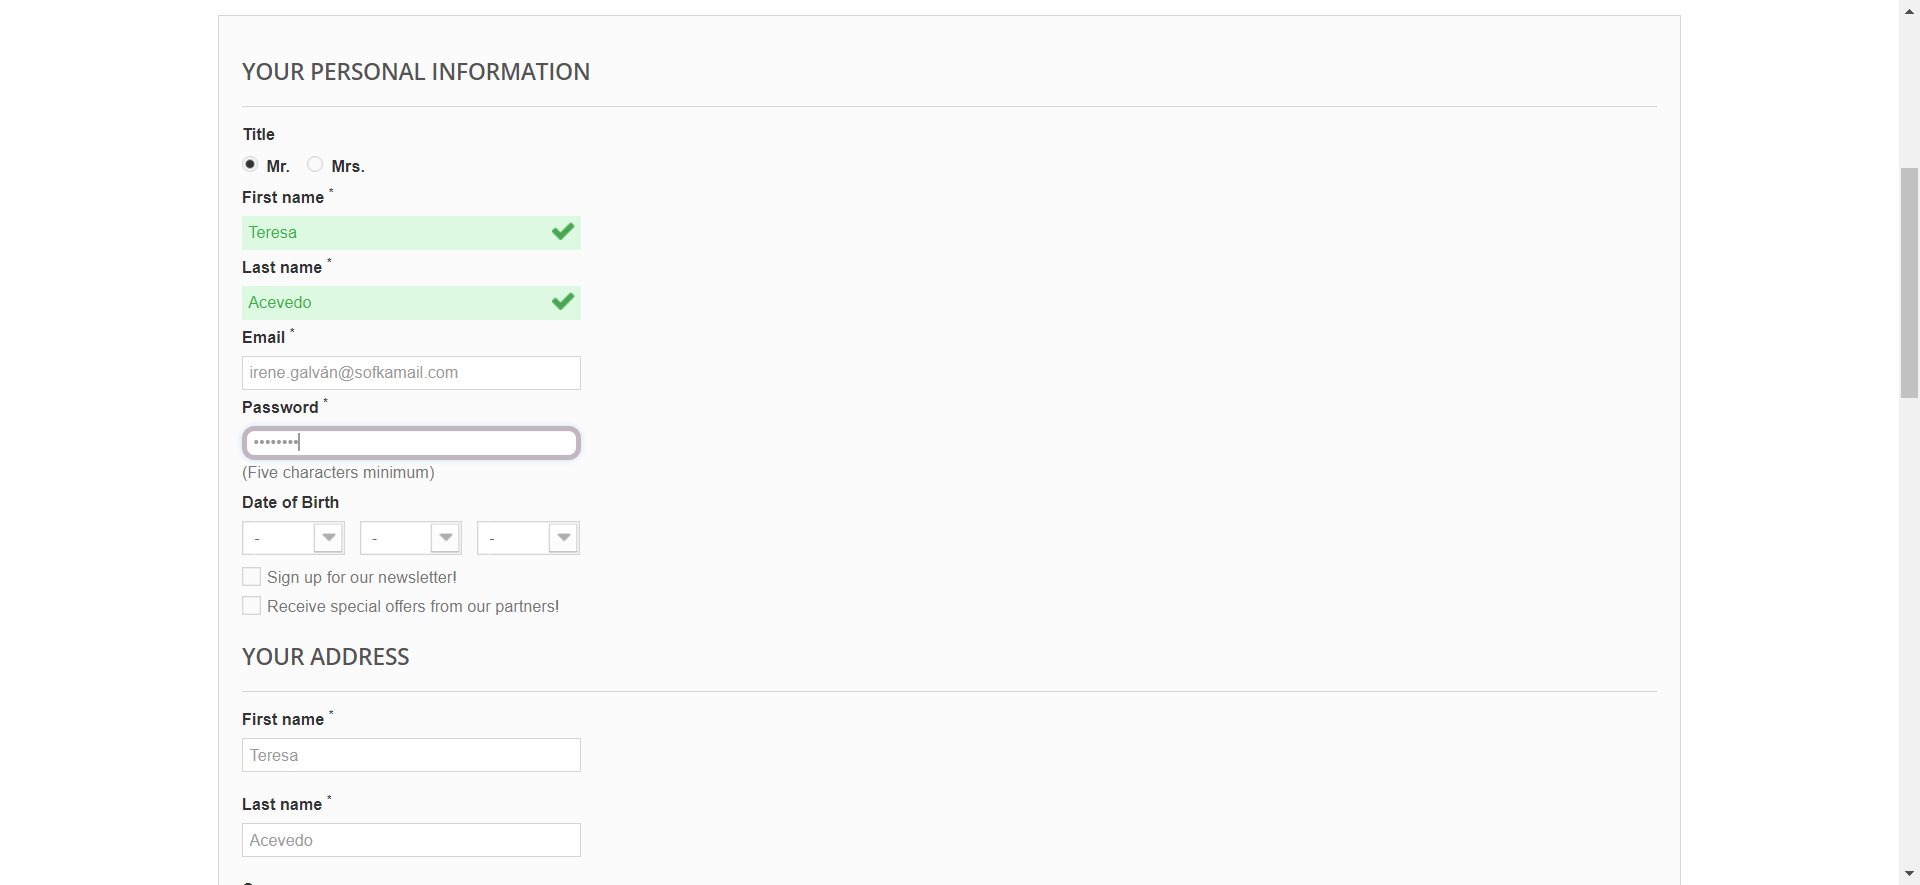 YOUR PERSONAL INFORMATION
Title
Mr. Mrs.
First name *
Teresa
Last name *
Acevedo
Email *
irene.galván@sofkamail.com
Password *
••••••••
(Five characters minimum)
Date of Birth
- - -
Sign up for our newsletter!
Receive special offers from our partners!
YOUR ADDRESS
First name *
Teresa
Last name *
Acevedo